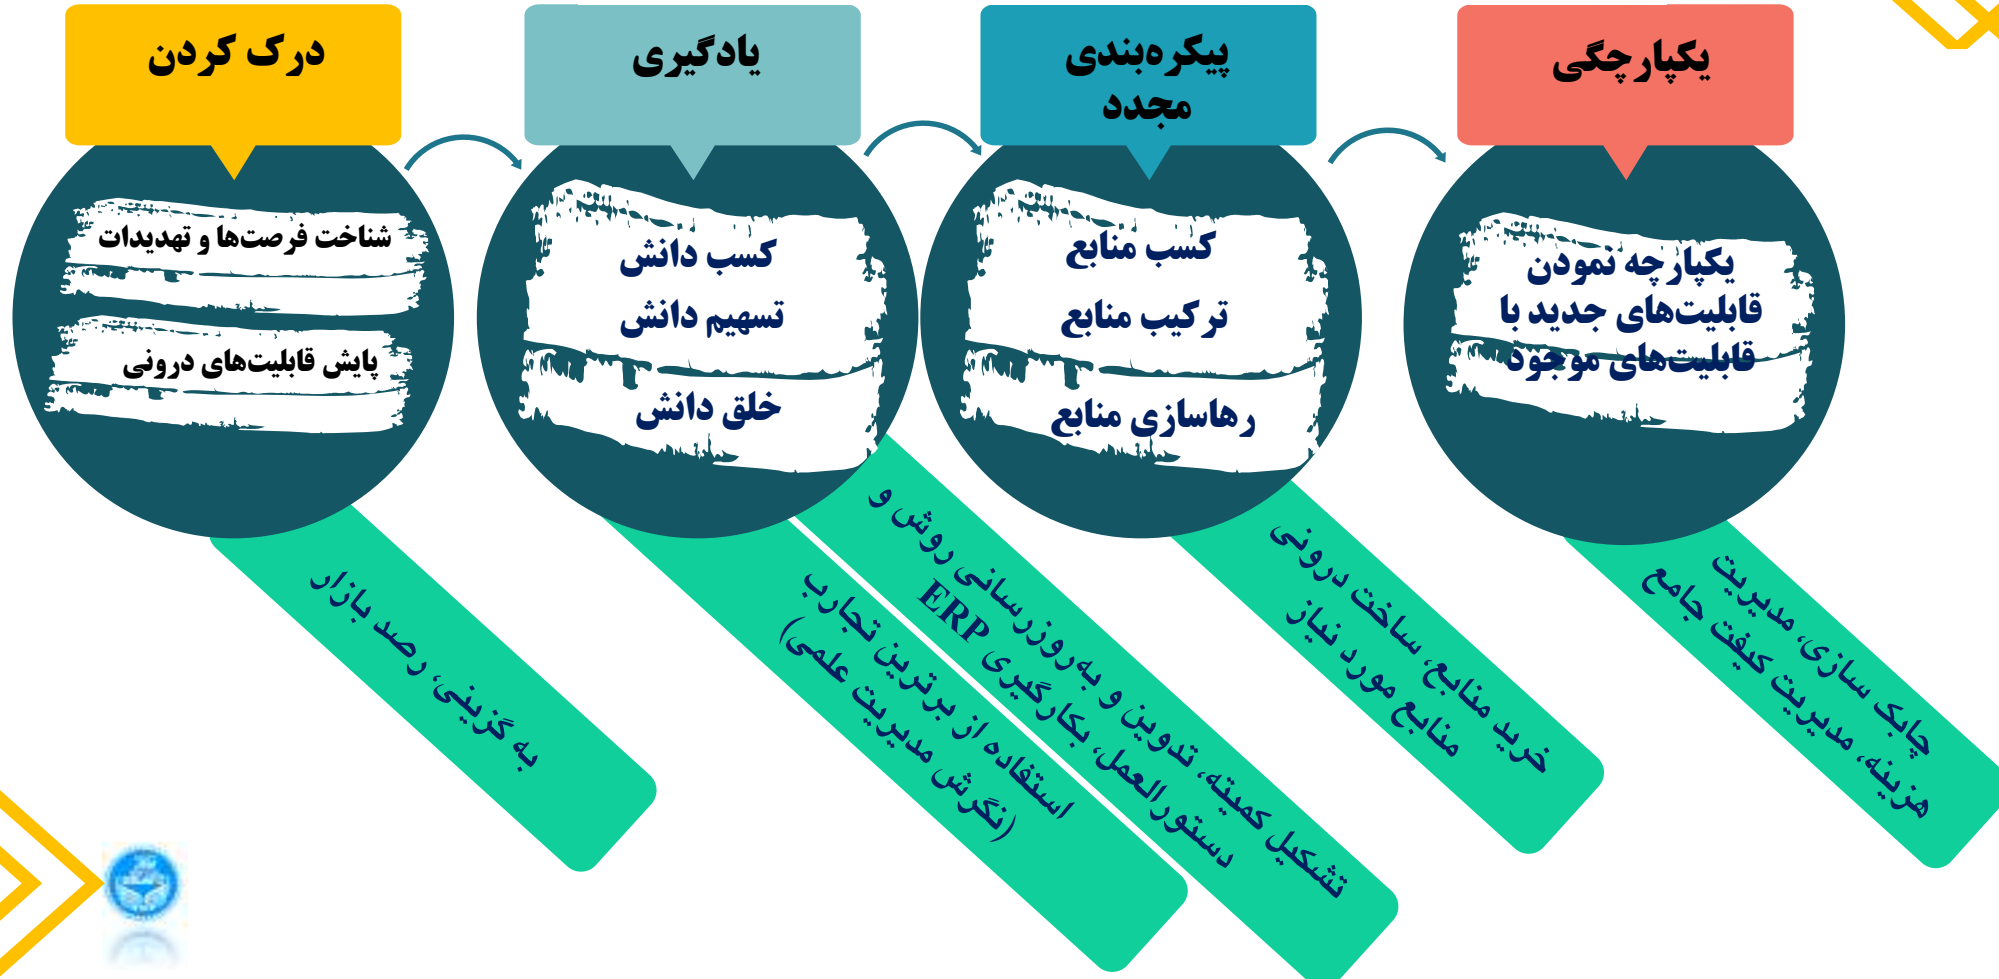 درک کردن
شناخت فرصت‌ها و تهدیدات
پایش قابلیت‌های درونی
به گزینی، رصد بازار
یادگیری
کسب دانش
تسهیم دانش
خلق دانش
استفاده از برترین تجارب
(نگرش مدیریت علمی)
تشکیل کمیته، تدوین و به‌روزرسانی روش و
دستورالعمل، بکارگیری ERP
پیکره‌بندی
مجدد
کسب منابع
ترکیب منابع
رهاسازی منابع
خرید منابع، ساخت درونی
منابع مورد نیاز
یکپارچگی
یکپارچه نمودن
قابلیت‌های جدید با
قابلیت‌های موجود
چابک سازی، مدیریت
هزینه، مدیریت کیفت جامع